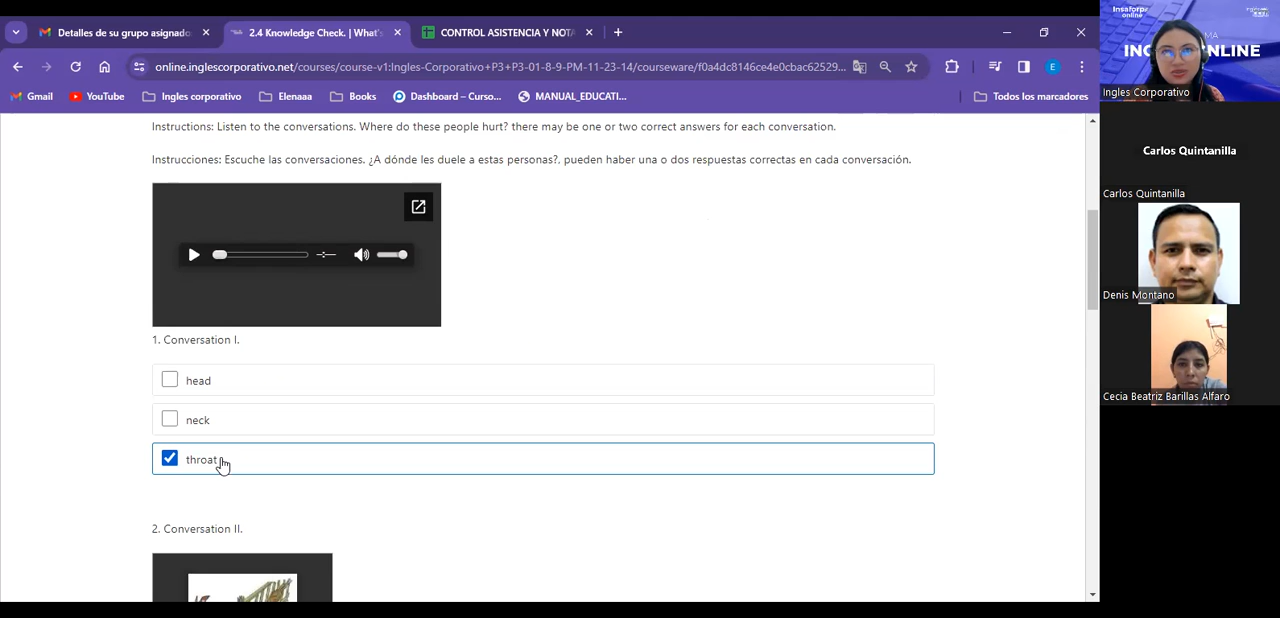 Detalles de su grupo asignado
2.4 Knowledge Check. | What's
CONTROL ASISTENCIA Y NOTA
online.inglescorporativo.net/courses/course-v1:Ingles-Corporativo+P3+P3-01-8-9-PM-11-23-14/courseware/f0a4dc8146ce4e0cbac62529...
E
Gmail
YouTube
Ingles corporativo
Elenaaa
Books
Dashboard – Curso...
MANUAL_EDUCATI...
Todos los marcadores
Instructions: Listen to the conversations. Where do these people hurt? there may be one or two correct answers for each conversation.
Instrucciones: Escuche las conversaciones. ¿A dónde les duele a estas personas?, pueden haber una o dos respuestas correctas en cada conversación.
1. Conversation I.
head
neck
throat
2. Conversation II.
Insaforp
online
Ingles Corporativo
Carlos Quintanilla
Carlos Quintanilla
Denis Montano
Cecia Beatriz Barillas Alfaro